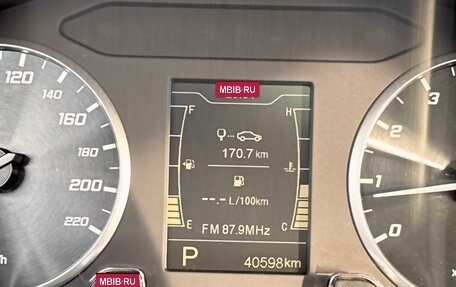 MBIB-RU
F H
170.7 km
--.- L/100km
E C
FM 87.9MHz
P 40598km
120
140
160
180
200
220
3
2
1
0
MBIB-RU